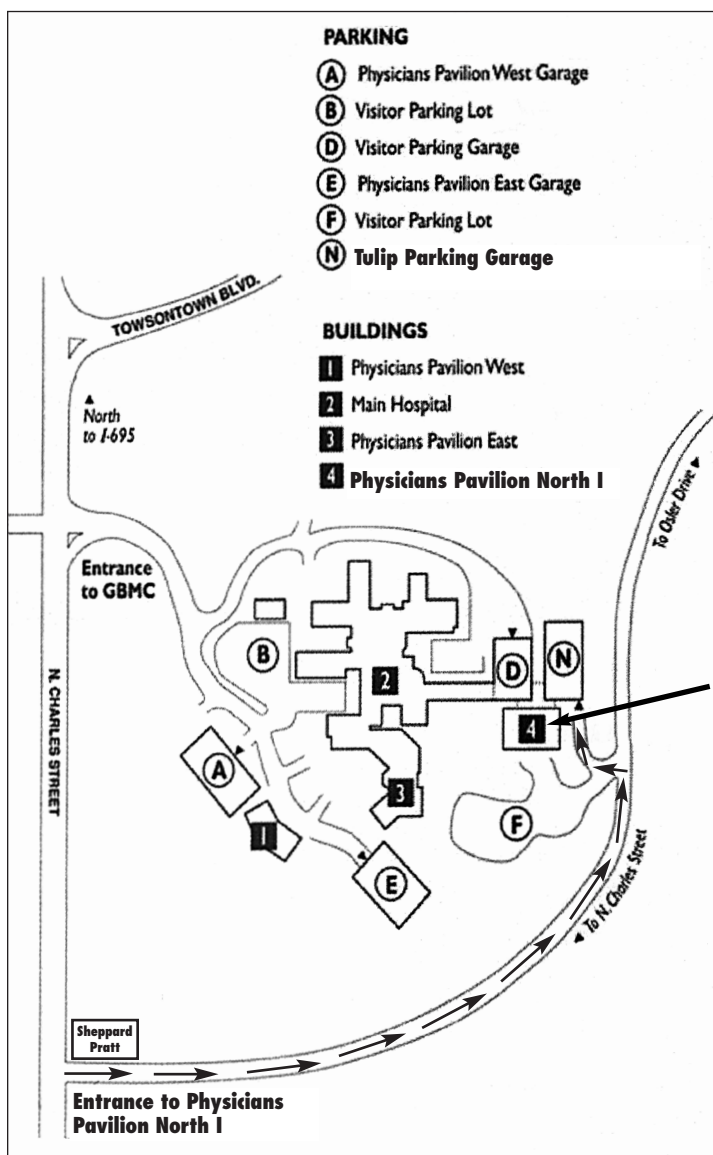 PARKING
A Physicians Pavilion West Garage
B Visitor Parking Lot
D Visitor Parking Garage
E Physicians Pavilion East Garage
F Visitor Parking Lot
N Tulip Parking Garage
TOWSONTOWN BLVD.
BUILDINGS
1 Physicians Pavilion West
2 Main Hospital
3 Physicians Pavilion East
4 Physicians Pavilion North I
North
to I-695
To Osler Drive
Entrance
to GBMC
B
D
N
2
4
N. CHARLES STREET
A
3
1
F
E
To N. Charles Street
Sheppard
Pratt
Entrance to Physicians
Pavilion North I